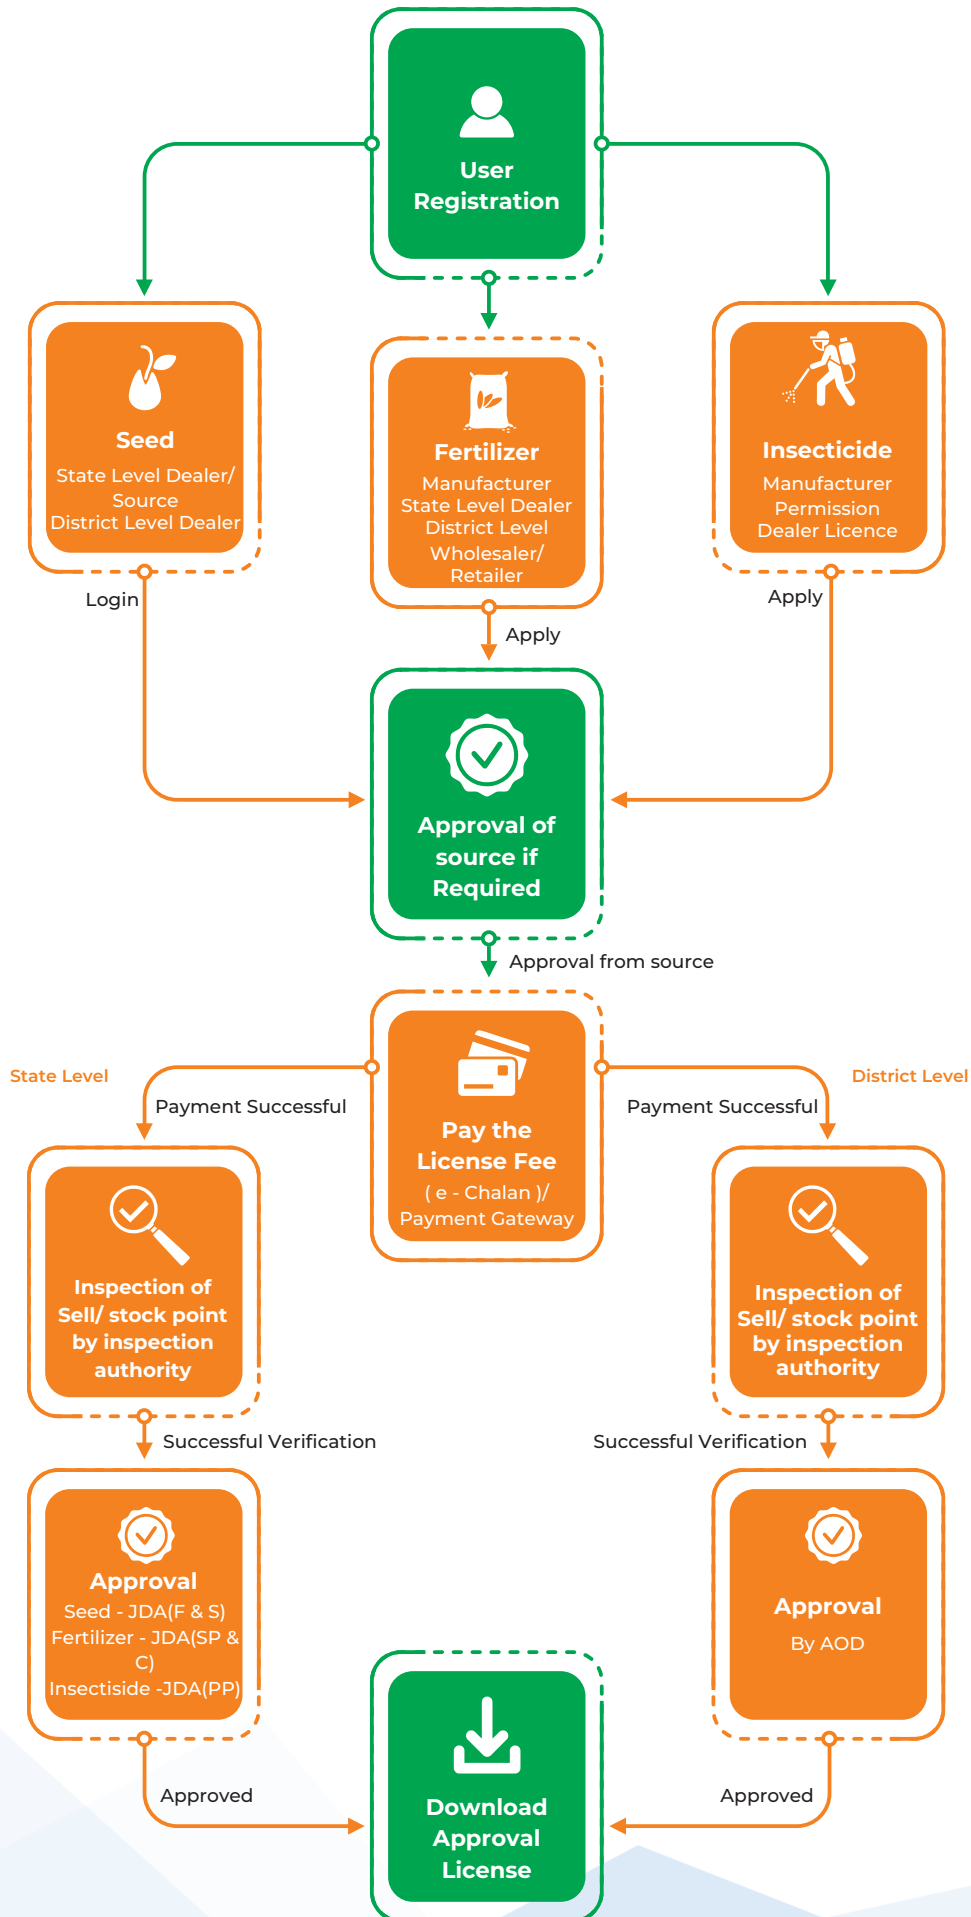 User
Registration
Seed
State Level Dealer/
Source
District Level Dealer
Fertilizer
Manufacturer
State Level Dealer
District Level
Wholesaler/
Retailer
Insecticide
Manufacturer
Permission
Dealer Licence
Login
Apply
Apply
Approval of
source if
Required
Approval from source
State Level
District Level
Payment Successful
Payment Successful
Pay the
License Fee
( e - Chalan )/
Payment Gateway
Inspection of
Sell/ stock point
by inspection
authority
Inspection of
Sell/ stock point
by inspection
authority
Successful Verification
Successful Verification
Approval
Seed - JDA(F & S)
Fertilizer - JDA(SP &
C)
Insectiside -JDA(PP)
Approval
By AOD
Approved
Approved
Download
Approval
License